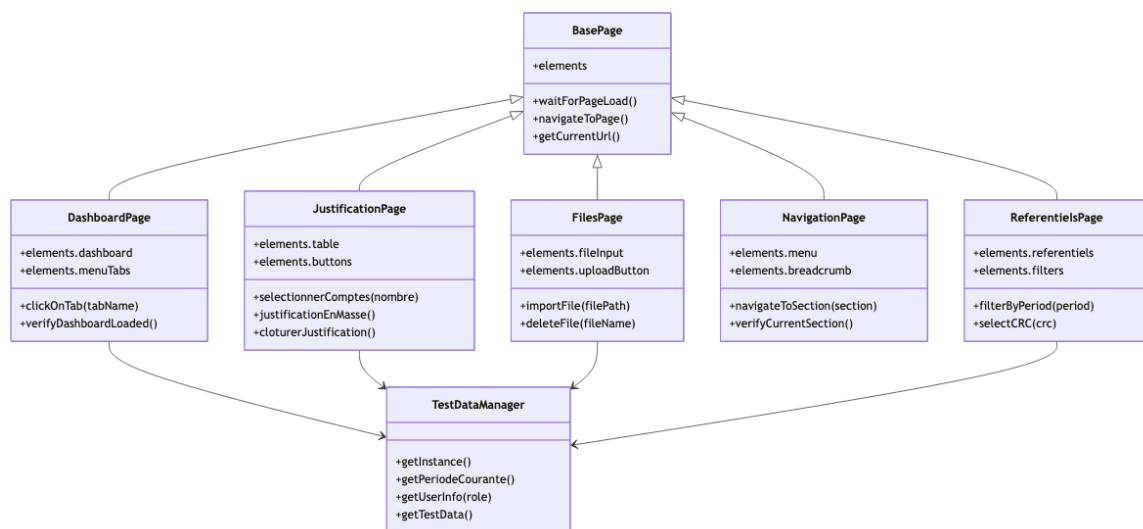 BasePage
+elements
+waitForPageLoad()
+navigateToPage()
+getCurrentUrl()
DashboardPage
+elements.dashboard
+elements.menuTabs
+clickOnTab(tabName)
+verifyDashboardLoaded()
JustificationPage
+elements.table
+elements.buttons
+selectionnerComptes(nombre)
+justificationEnMasse()
+cloturerJustification()
FilesPage
+elements.fileInput
+elements.uploadButton
+importFile(filePath)
+deleteFile(fileName)
NavigationPage
+elements.menu
+elements.breadcrumb
+navigateToSection(section)
+verifyCurrentSection()
ReferentielsPage
+elements.referentiels
+elements.filters
+filterByPeriod(period)
+selectCRC(crc)
TestDataManager
+getInstance()
+getPeriodeCourante()
+getUserInfo(role)
+getTestData()